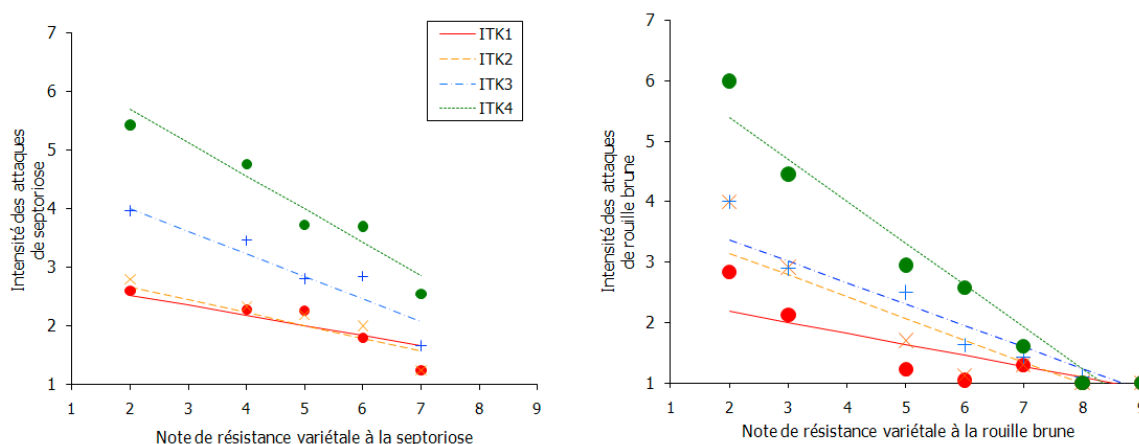 7
6
5
4
3
2
1
Intensité des attaques
de septoriose
ITK1
ITK2
ITK3
ITK4
1 2 3 4 5 6 7 8 9
Note de résistance variétale à la septoriose
7
6
5
4
3
2
1
Intensité des attaques
de rouille brune
1 2 3 4 5 6 7 8 9
Note de résistance variétale à la rouille brune